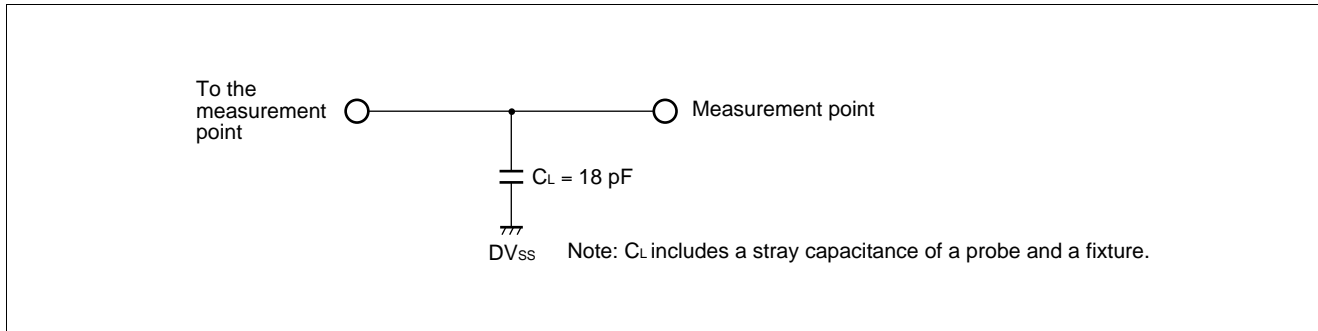 To the
measurement
point
Measurement point
CL = 18 pF
DVSS
Note: CL includes a stray capacitance of a probe and a fixture.